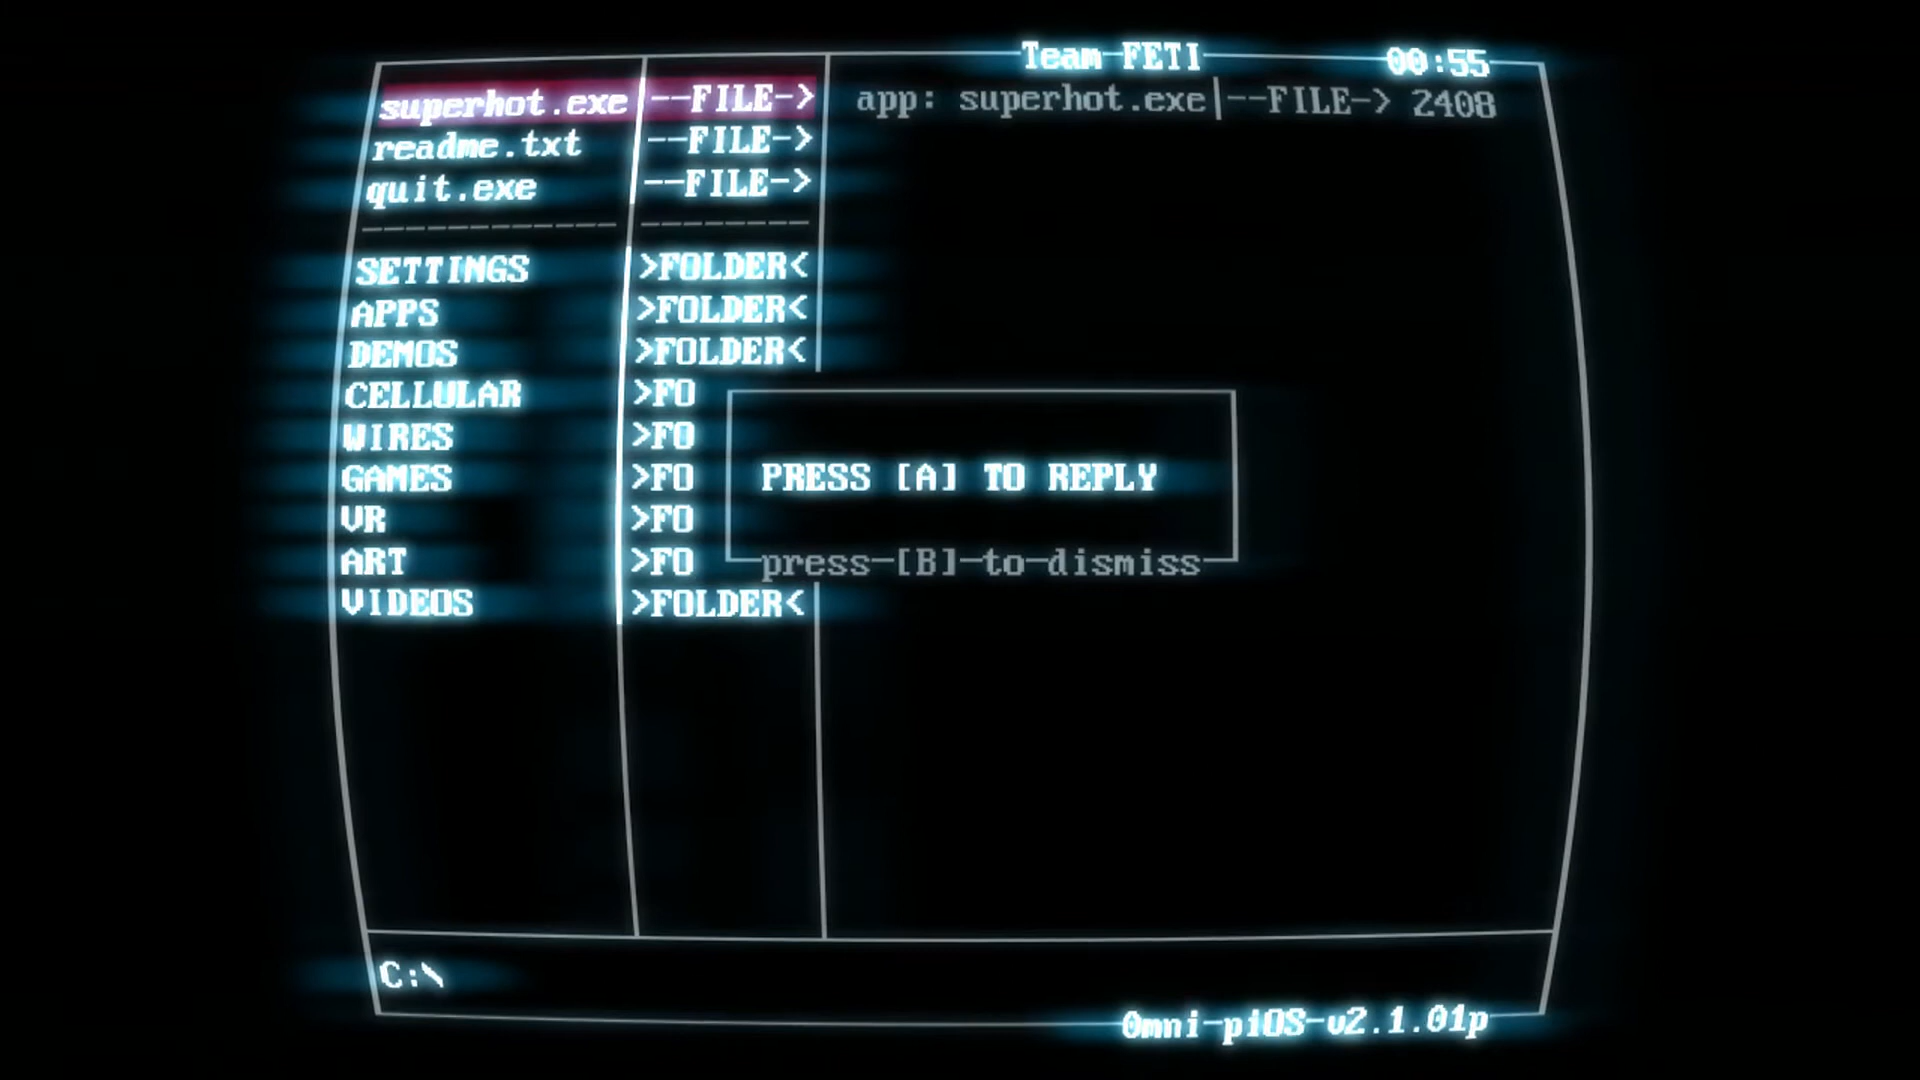 Team FETI 00:55
superhot.exe --FILE-> app: superhot.exe|--FILE-> 2408
readme.txt --FILE->
quit.exe --FILE->
SETTINGS >FOLDER<
APPS >FOLDER<
DEMOS >FOLDER<
CELLULAR >FO
WIRES >FO
GAMES >FO
PRESS [A] TO REPLY
VR >FO
ART >FO
press-[B]-to-dismiss
VIDEOS >FOLDER<
C:\
Omni-piOS-v2.1.01p